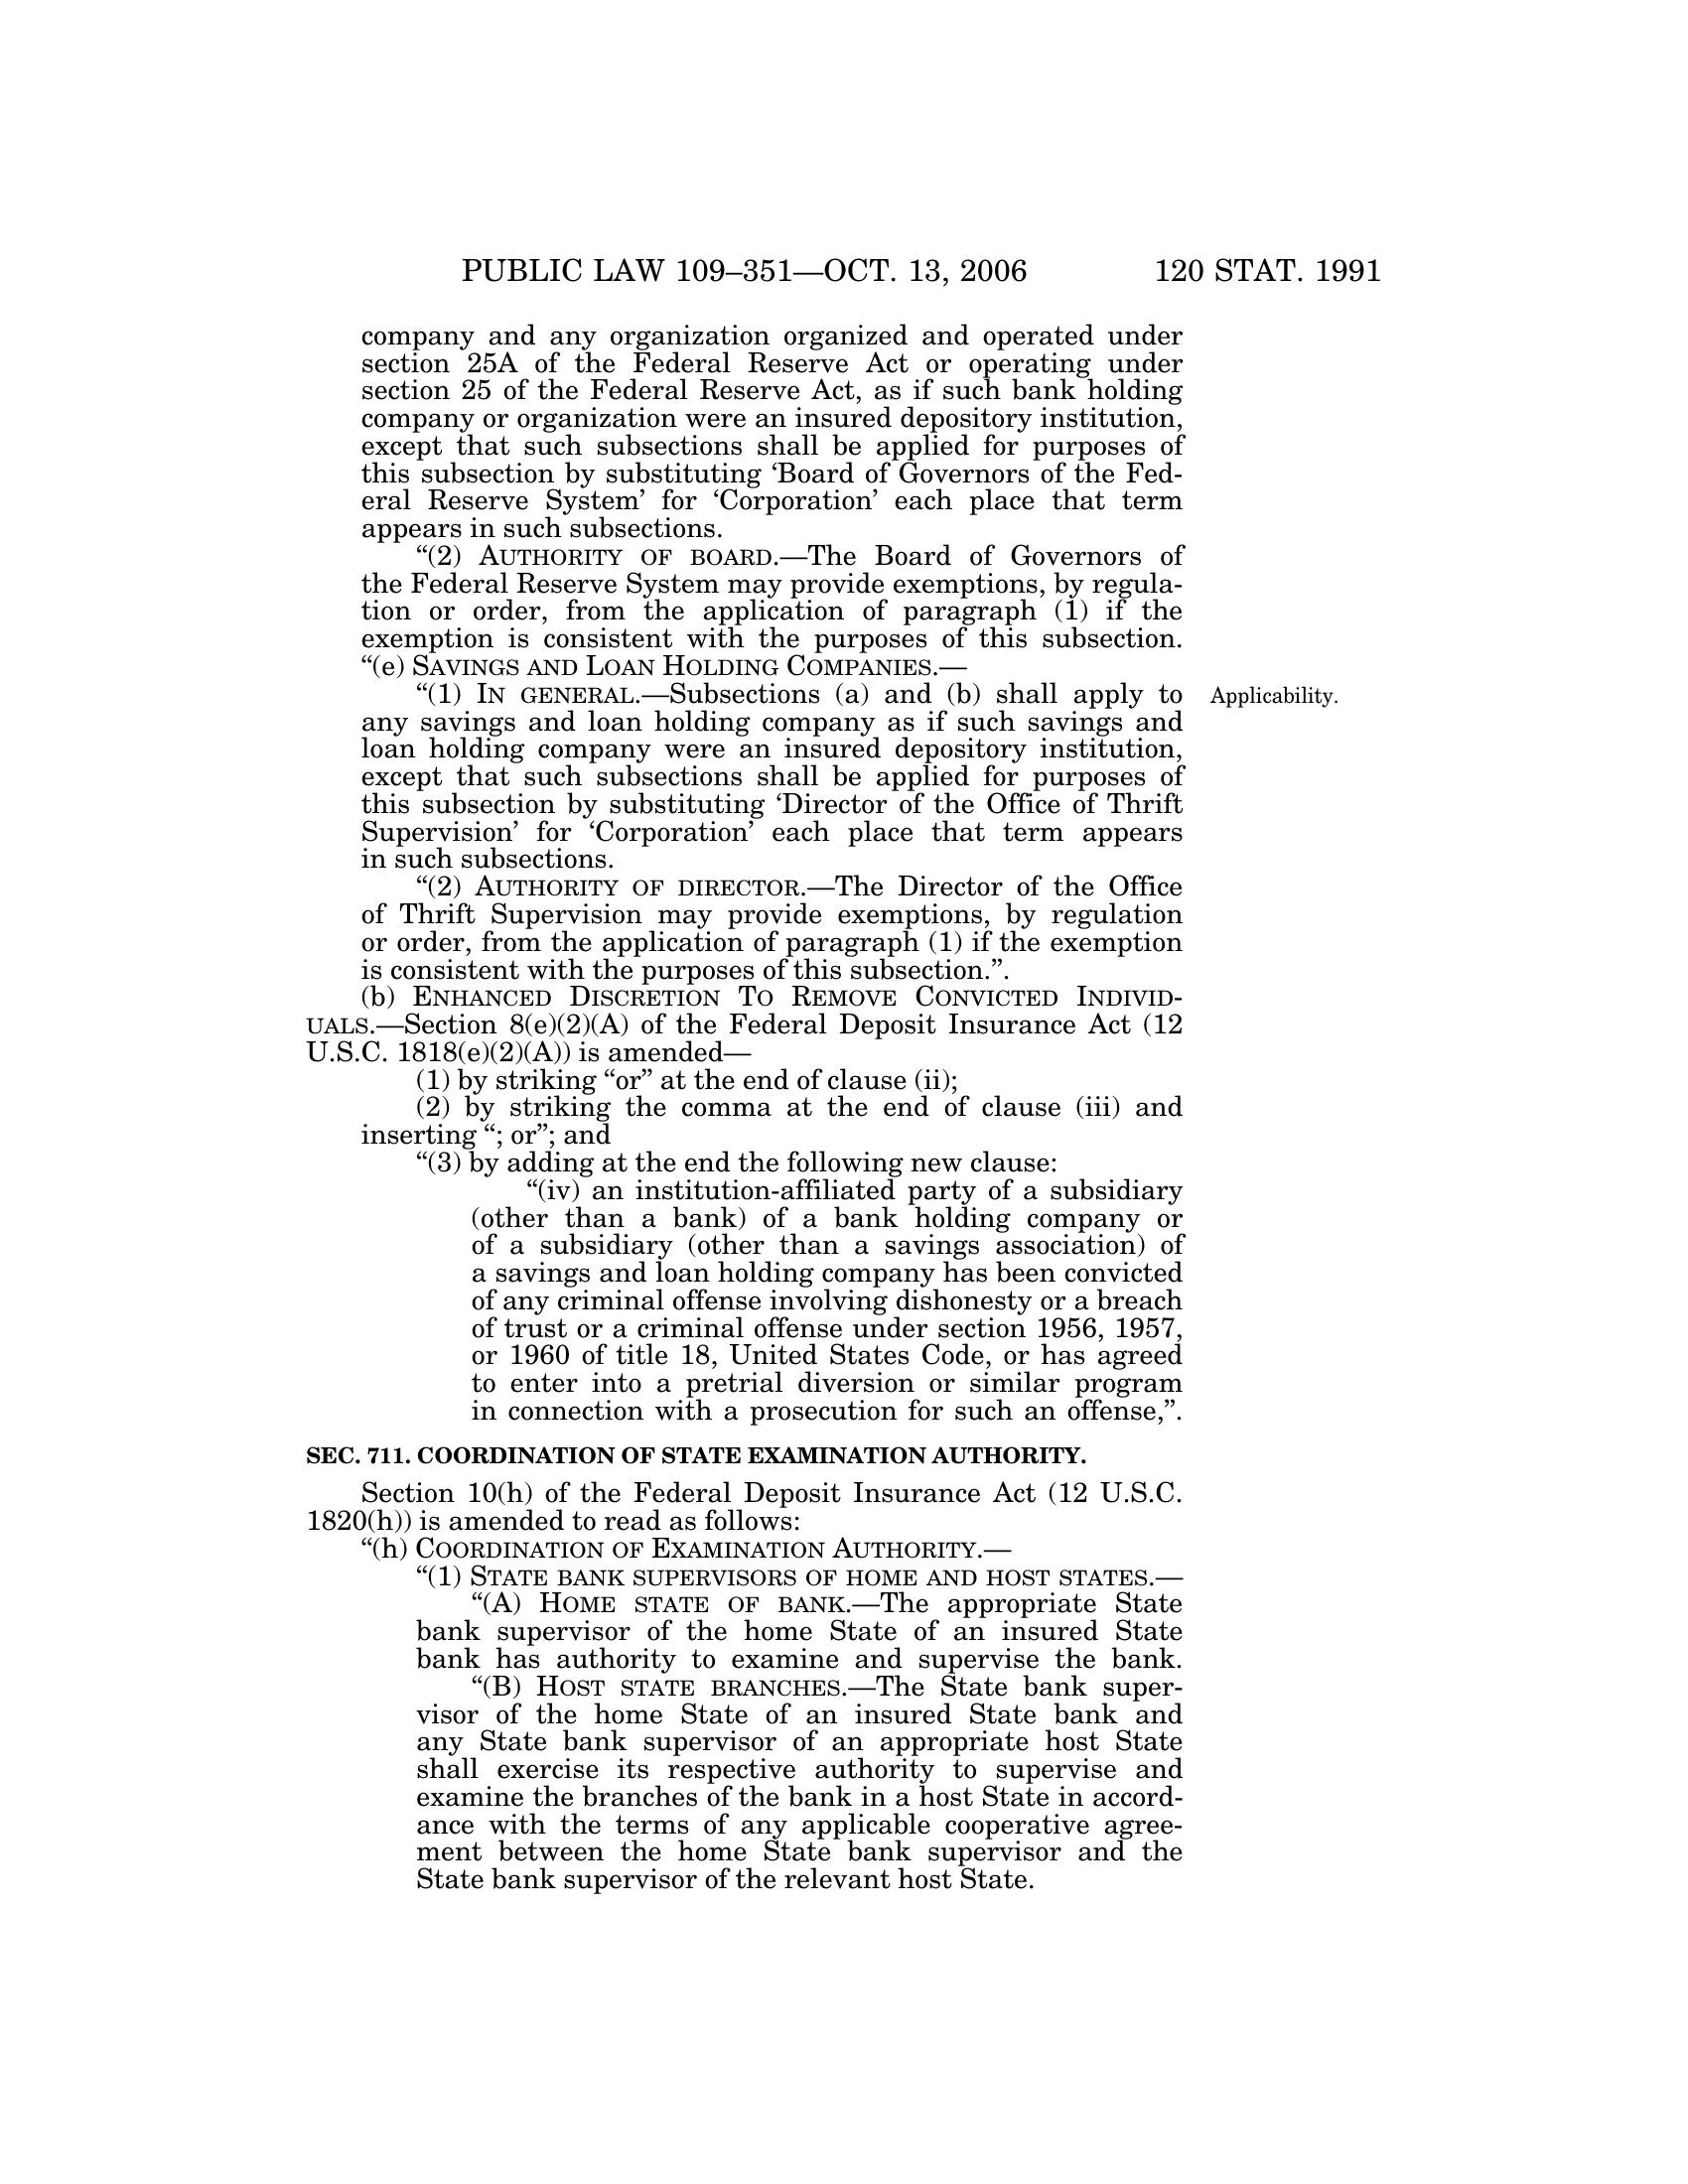 PUBLIC LAW 109–351—OCT. 13, 2006 120 STAT. 1991
company and any organization organized and operated under
section 25A of the Federal Reserve Act or operating under
section 25 of the Federal Reserve Act, as if such bank holding
company or organization were an insured depository institution,
except that such subsections shall be applied for purposes of
this subsection by substituting ‘Board of Governors of the Fed-
eral Reserve System’ for ‘Corporation’ each place that term
appears in such subsections.
“(2) AUTHORITY OF BOARD.—The Board of Governors of
the Federal Reserve System may provide exemptions, by regula-
tion or order, from the application of paragraph (1) if the
exemption is consistent with the purposes of this subsection.
“(e) SAVINGS AND LOAN HOLDING COMPANIES.—
“(1) IN GENERAL.—Subsections (a) and (b) shall apply to
Applicability.
any savings and loan holding company as if such savings and
loan holding company were an insured depository institution,
except that such subsections shall be applied for purposes of
this subsection by substituting ‘Director of the Office of Thrift
Supervision’ for ‘Corporation’ each place that term appears
in such subsections.
“(2) AUTHORITY OF DIRECTOR.—The Director of the Office
of Thrift Supervision may provide exemptions, by regulation
or order, from the application of paragraph (1) if the exemption
is consistent with the purposes of this subsection.”.
(b) ENHANCED DISCRETION TO REMOVE CONVICTED INDIVID-
UALS.—Section 8(e)(2)(A) of the Federal Deposit Insurance Act (12
U.S.C. 1818(e)(2)(A)) is amended—
(1) by striking “or” at the end of clause (ii);
(2) by striking the comma at the end of clause (iii) and
inserting “; or”; and
“(3) by adding at the end the following new clause:
“(iv) an institution-affiliated party of a subsidiary
(other than a bank) of a bank holding company or
of a subsidiary (other than a savings association) of
a savings and loan holding company has been convicted
of any criminal offense involving dishonesty or a breach
of trust or a criminal offense under section 1956, 1957,
or 1960 of title 18, United States Code, or has agreed
to enter into a pretrial diversion or similar program
in connection with a prosecution for such an offense,”.
SEC. 711. COORDINATION OF STATE EXAMINATION AUTHORITY.
Section 10(h) of the Federal Deposit Insurance Act (12 U.S.C.
1820(h)) is amended to read as follows:
“(h) COORDINATION OF EXAMINATION AUTHORITY.—
“(1) STATE BANK SUPERVISORS OF HOME AND HOST STATES.—
“(A) HOME STATE OF BANK.—The appropriate State
bank supervisor of the home State of an insured State
bank has authority to examine and supervise the bank.
“(B) HOST STATE BRANCHES.—The State bank super-
visor of the home State of an insured State bank and
any State bank supervisor of an appropriate host State
shall exercise its respective authority to supervise and
examine the branches of the bank in a host State in accord-
ance with the terms of any applicable cooperative agree-
ment between the home State bank supervisor and the
State bank supervisor of the relevant host State.